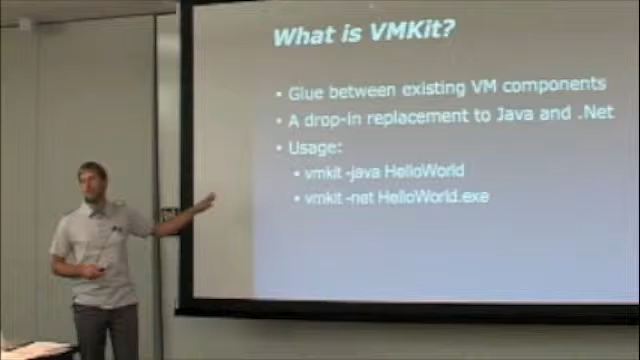 What is VMKit?
• Glue between existing VM components
• A drop-in replacement to Java and .Net
• Usage:
• vmkit -java HelloWorld
• vmkit -net HelloWorld.exe